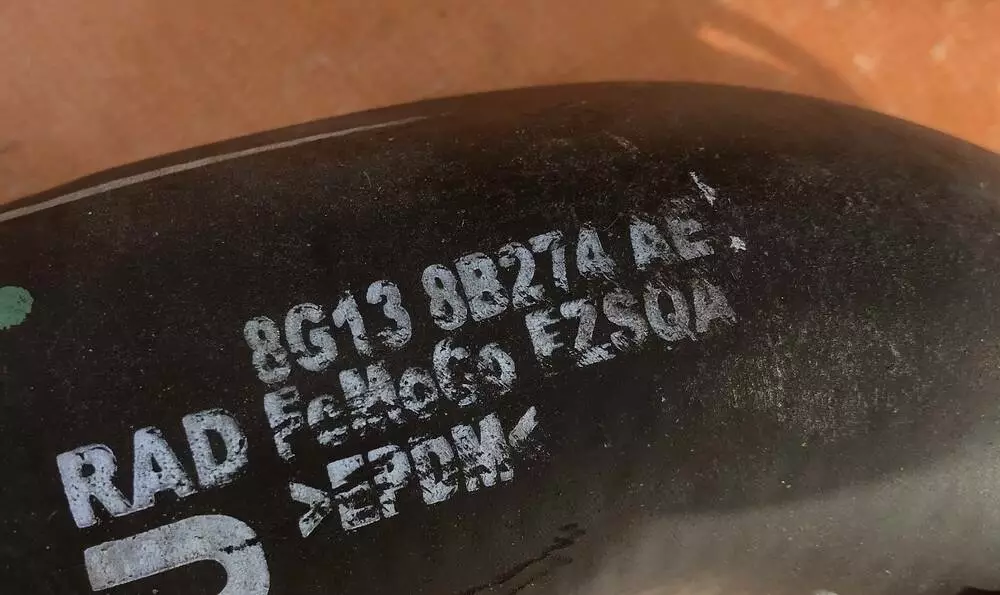 8G13 8B274 AE
FoMoCo EZSQA
RAD >EPDM<